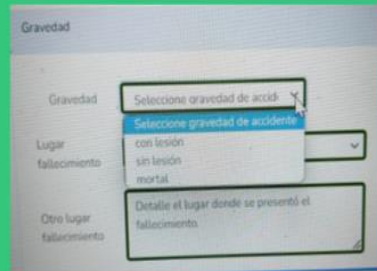 Gravedad
Gravedad
Seleccione gravedad de accid
Seleccione gravedad de accidente
Lugar
fallecimiento
con lesión
sin lesión
mortal
Otro lugar
fallecimiento
Detalle el lugar donde se presentó el
fallecimiento